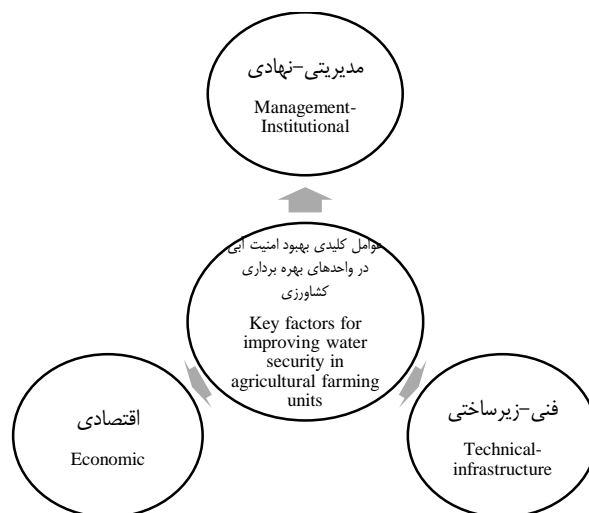 مدیریتی-نهادی
Management-
Institutional
عوامل کلیدی بهبود امنیت آبی
در واحدهای بهره برداری
کشاورزی
Key factors for
improving water
security in
agricultural farming
units
اقتصادی
Economic
فنی-زیرساختی
Technical-
infrastructure